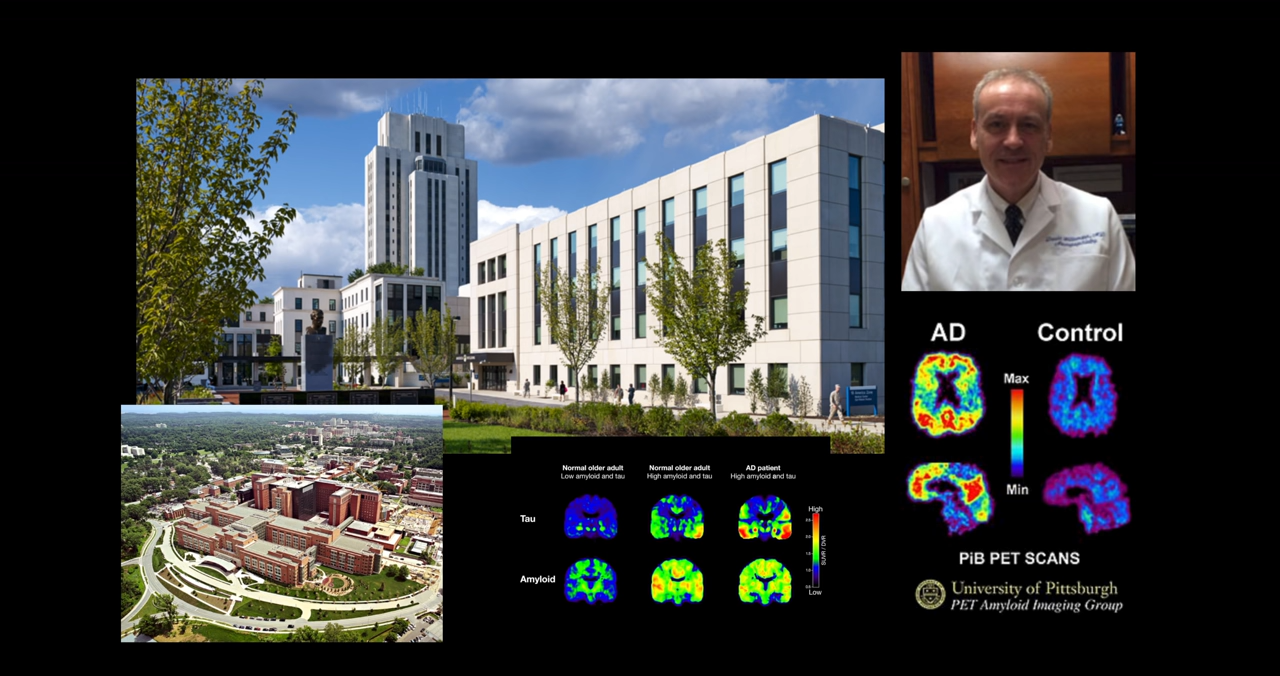 AD
Control
Max
Min
PiB PET SCANS
University of Pittsburgh
PET Amyloid Imaging Group
Normal older adult
Low amyloid and tau
Normal older adult
High amyloid and tau
AD patient
High amyloid and tau
Tau
Amyloid
High
SUVR / DVR
Low